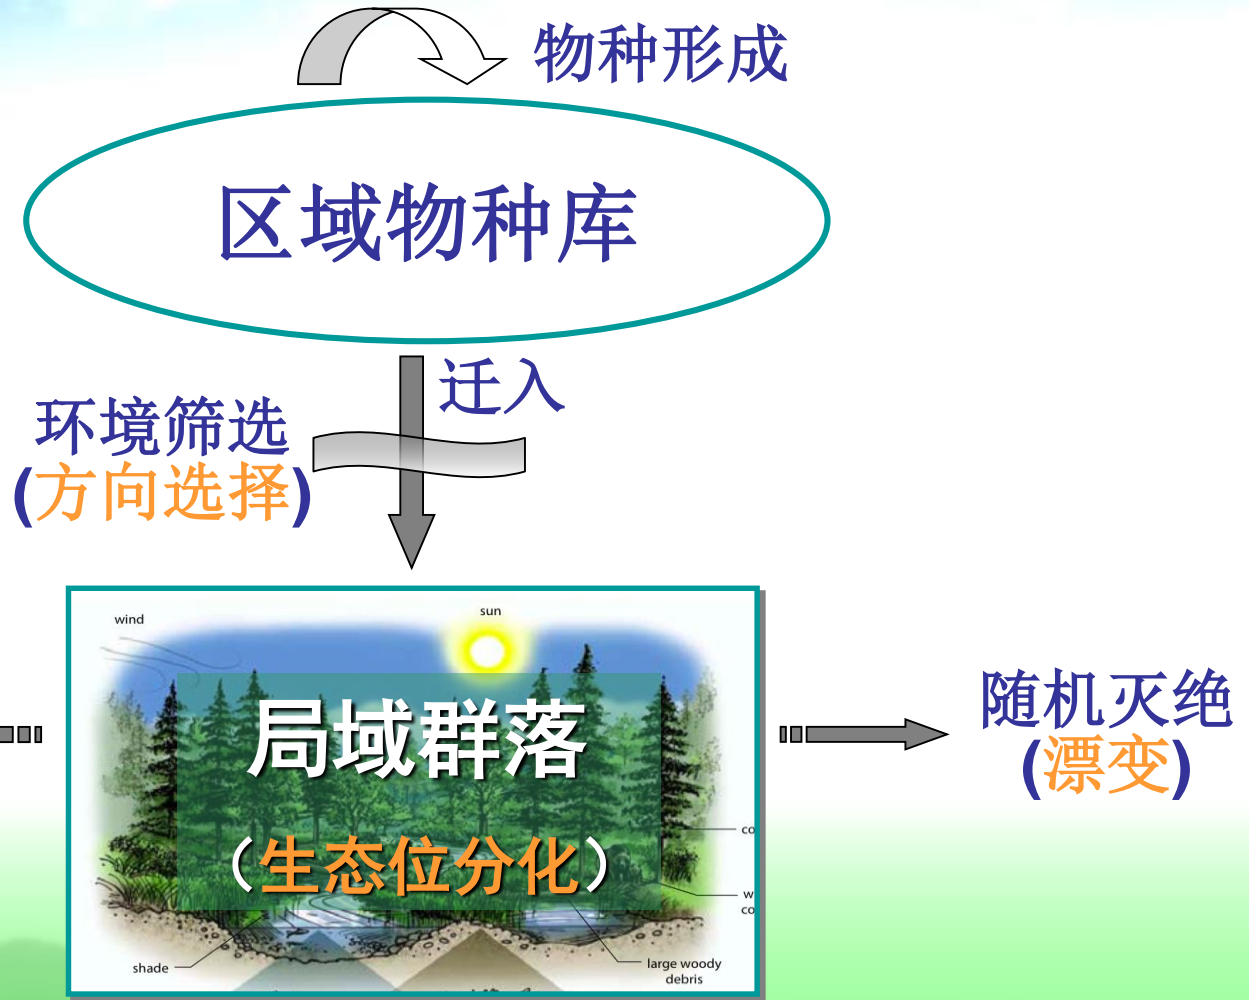 物种形成
区域物种库
迁入
环境筛选
(方向选择)
wind
sun
局域群落
（生态位分化）
随机灭绝
(漂变)
co
w
co
shade
large woody
debris